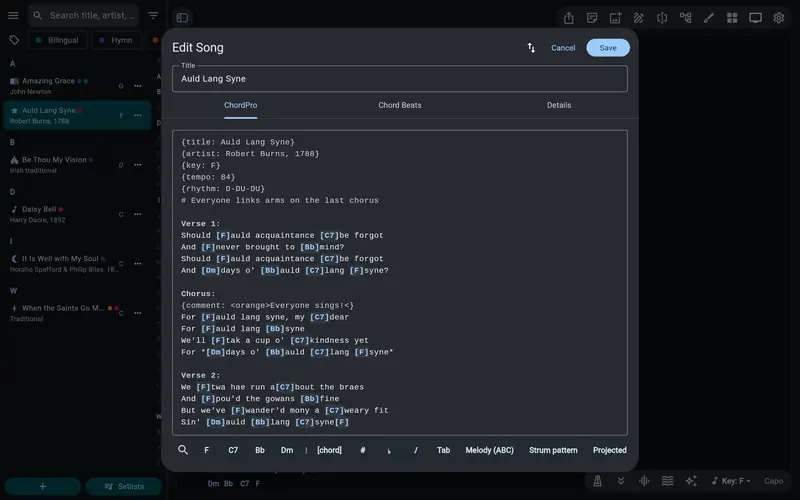 Search title, artist, ...
Bilingual
Hymn
A
Amazing Grace
John Newton
G
Auld Lang Syne
Robert Burns, 1788
F
B
Be Thou My Vision
Irish traditional
D
D
Daisy Bell
Harry Dacre, 1892
C
I
It Is Well with My Soul
Horatio Spafford & Philip Bliss, 18...
C
W
When the Saints Go M...
Traditional
C
Setlists
Edit Song
Cancel
Save
Title
Auld Lang Syne
ChordPro
Chord Beats
Details
{title: Auld Lang Syne}
{artist: Robert Burns, 1788}
{key: F}
{tempo: 84}
{rhythm: D-DU-DU}
# Everyone links arms on the last chorus
Verse 1:
Should [F]auld acquaintance [C7]be forgot
And [F]never brought to [Bb]mind?
Should [F]auld acquaintance [C7]be forgot
And [Dm]days o' [Bb]auld [C7]lang [F]syne?
Chorus:
{comment: <orange>Everyone sings!<}
For [F]auld lang syne, my [C7]dear
For [F]auld lang [Bb]syne
We'll [F]tak a cup o' [C7]kindness yet
For *[Dm]days o' [Bb]auld [C7]lang [F]syne*
Verse 2:
We [F]twa hae run a[C7]bout the braes
And [F]pou'd the gowans [Bb]fine
But we've [F]wander'd mony a [C7]weary fit
Sin' [Dm]auld [Bb]lang [C7]syne[F]
F C7 Bb Dm | [chord] # ♭ / Tab Melody (ABC) Strum pattern Projected
Dm Bb C7 F
Key: F
Capo